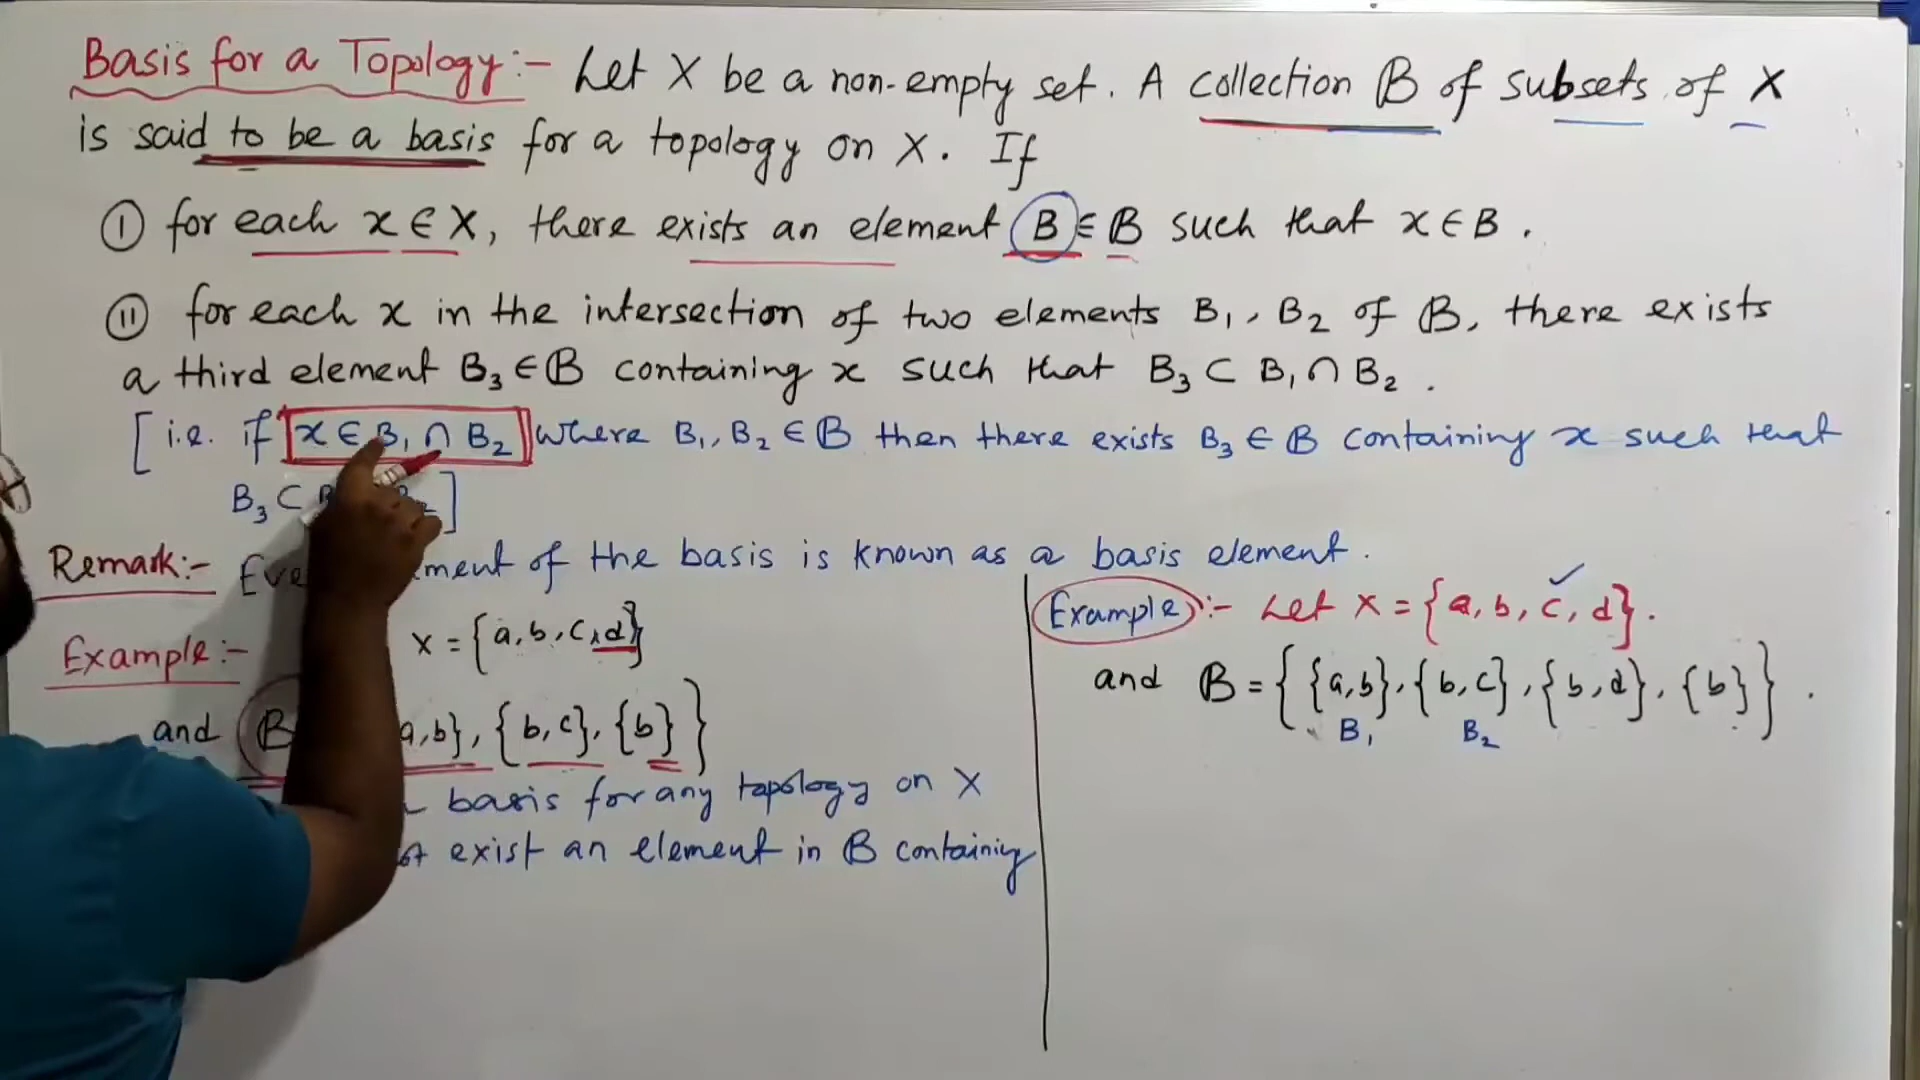 Basis for a Topology:- Let X be a non-empty set. A collection 𝔹 of subsets of X
is said to be a basis for a topology on X. If
(I) for each x ∈ X, there exists an element B ∈ 𝔹 such that x ∈ B.
(II) for each x in the intersection of two elements B₁, B₂ of 𝔹, there exists
a third element B₃ ∈ 𝔹 containing x such that B₃ ⊂ B₁ ∩ B₂.
[i.e. if x ∈ B₁ ∩ B₂ where B₁, B₂ ∈ 𝔹 then there exists B₃ ∈ 𝔹 containing x such that
B₃ ⊂ ]
Remark:- of the basis is known as a basis element.
Example:- X = {a, b, c, d}
and 𝔹 a, b}, {b, c}, {b}}
basis for any topology on X
exist an element in 𝔹 containing
Example:- Let X = {a, b, c, d}.
and 𝔹 = {{a, b}, {b, c}, {b, d}, {b}}.
B₁ B₂